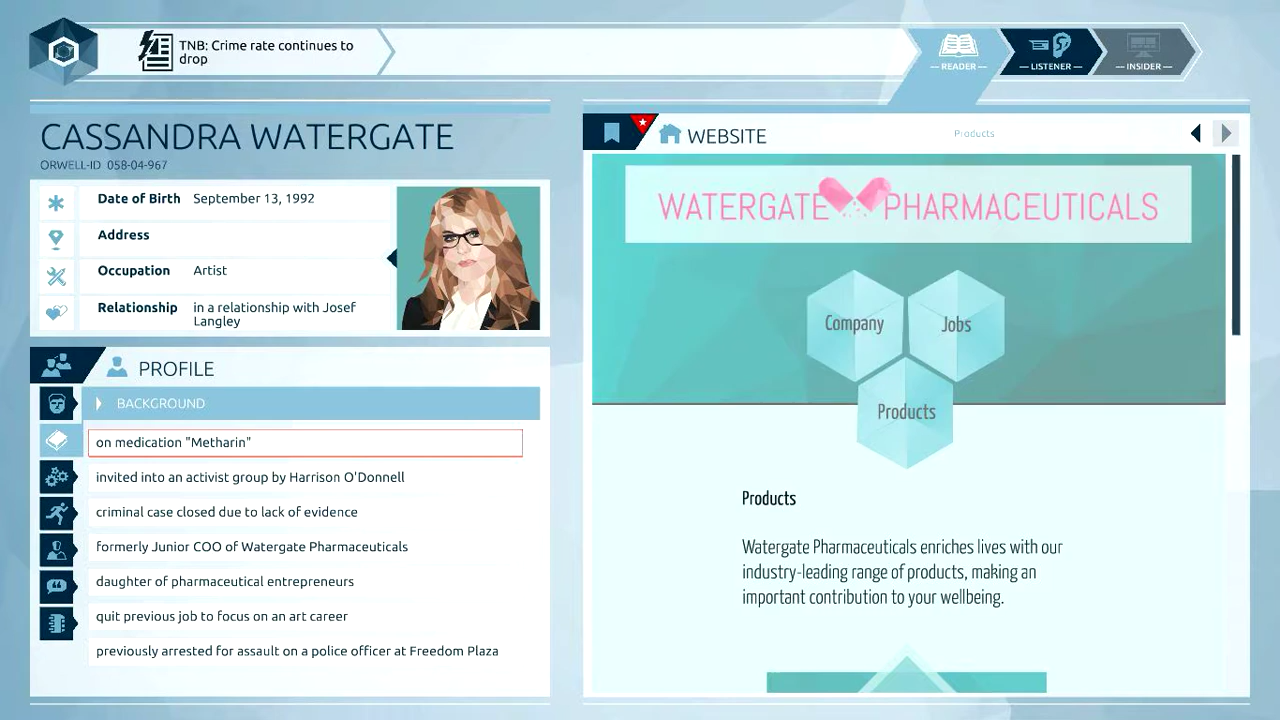 TNB: Crime rate continues to
drop
— READER —
— LISTENER —
— INSIDER —
CASSANDRA WATERGATE
ORWELL-ID 058-04-967
Date of Birth September 13, 1992
Address
Occupation Artist
Relationship in a relationship with Josef
Langley
PROFILE
BACKGROUND
on medication "Metharin"
invited into an activist group by Harrison O'Donnell
criminal case closed due to lack of evidence
formerly Junior COO of Watergate Pharmaceuticals
daughter of pharmaceutical entrepreneurs
quit previous job to focus on an art career
previously arrested for assault on a police officer at Freedom Plaza
WEBSITE
Products
WATERGATE PHARMACEUTICALS
Company
Jobs
Products
Products
Watergate Pharmaceuticals enriches lives with our
industry-leading range of products, making an
important contribution to your wellbeing.